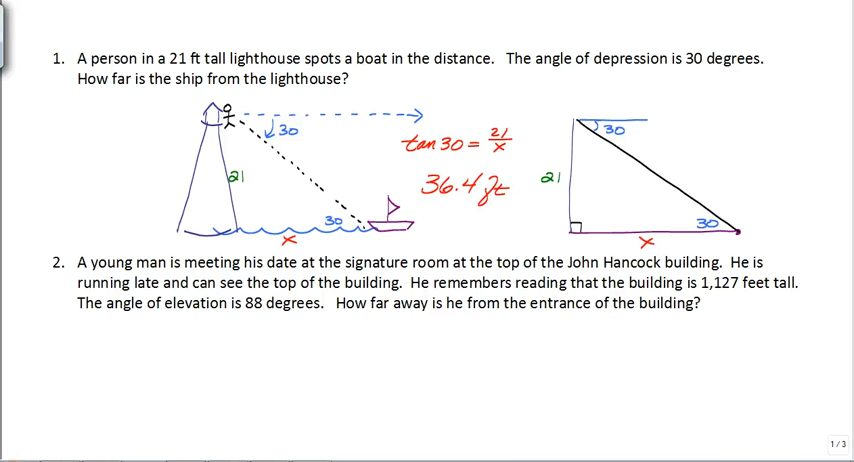 1. A person in a 21 ft tall lighthouse spots a boat in the distance. The angle of depression is 30 degrees.
How far is the ship from the lighthouse?
30
tan 30 = 21/x
30
21
36.4 ft
21
30
30
x
x
2. A young man is meeting his date at the signature room at the top of the John Hancock building. He is
running late and can see the top of the building. He remembers reading that the building is 1,127 feet tall.
The angle of elevation is 88 degrees. How far away is he from the entrance of the building?
1 / 3